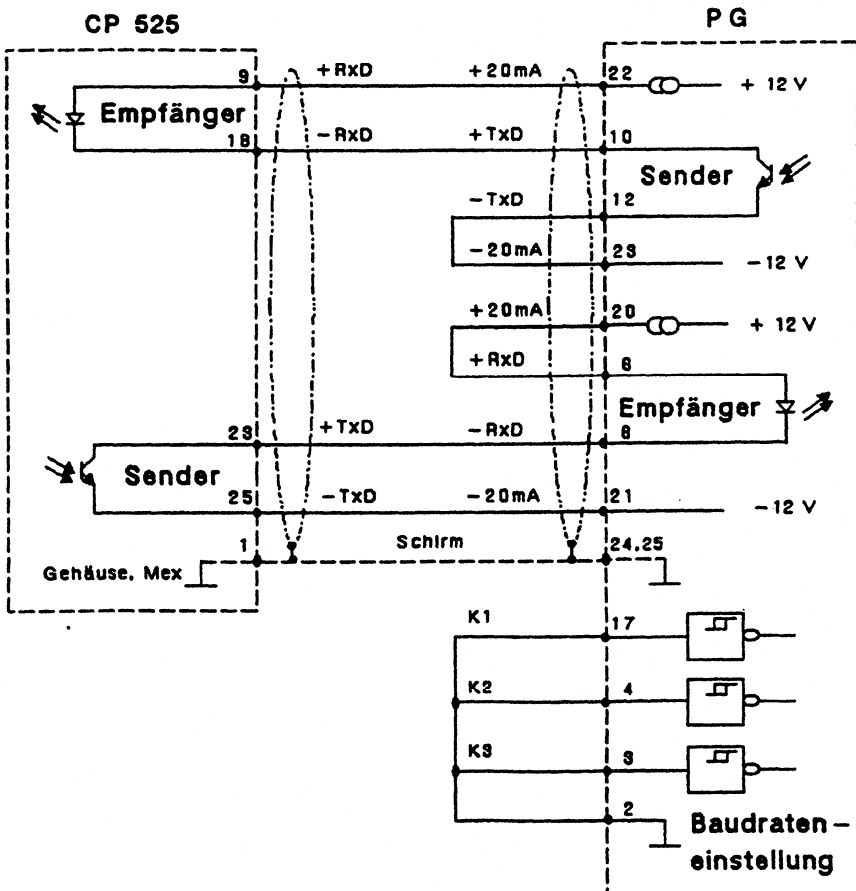 CP 525
PG
9 +RxD +20mA 22 + 12 V
Empfänger
18 -RxD +TxD 10
Sender
-TxD 12
-20mA 23 -12 V
+20mA 20 + 12 V
+RxD 6
Empfänger
23 +TxD -RxD 8
Sender
25 -TxD -20mA 21 -12 V
1 Schirm 24,25
Gehäuse, Mex
K1 17
K2 4
K3 3
2
Baudraten-
einstellung